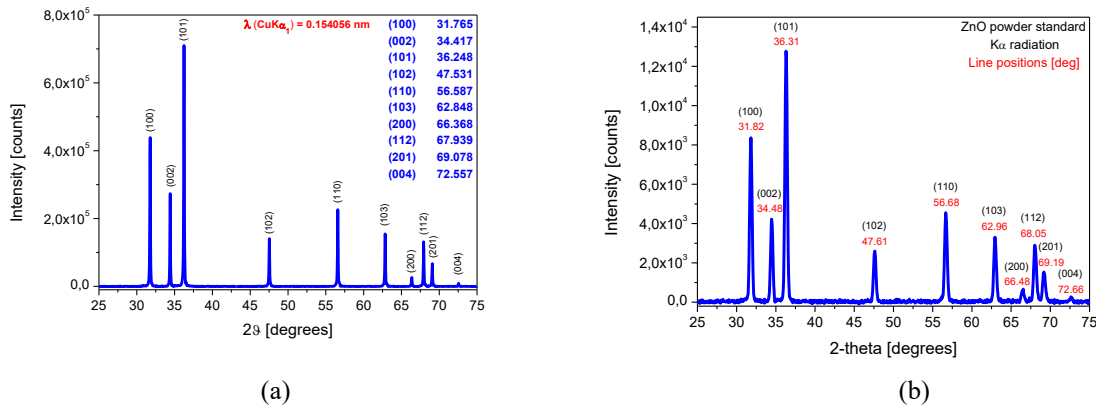 λ (CuKα₁) = 0.154056 nm
(100) 31.765
(002) 34.417
(101) 36.248
(102) 47.531
(110) 56.587
(103) 62.848
(200) 66.368
(112) 67.939
(201) 69.078
(004) 72.557
Intensity [counts]
8,0x10⁵
6,0x10⁵
4,0x10⁵
2,0x10⁵
0,0
(100)
(002)
(101)
(102)
(110)
(103)
(200)
(112)
(201)
(004)
25 30 35 40 45 50 55 60 65 70 75
2ϑ [degrees]
(a)
ZnO powder standard
Kα radiation
Line positions [deg]
Intensity [counts]
1,4x10⁴
1,2x10⁴
1,0x10⁴
8,0x10³
6,0x10³
4,0x10³
2,0x10³
0,0
(100)
31.82
(002)
34.48
(101)
36.31
(102)
47.61
(110)
56.68
(103)
62.96
(200)
66.48
(112)
68.05
(201)
69.19
(004)
72.66
25 30 35 40 45 50 55 60 65 70 75
2-theta [degrees]
(b)